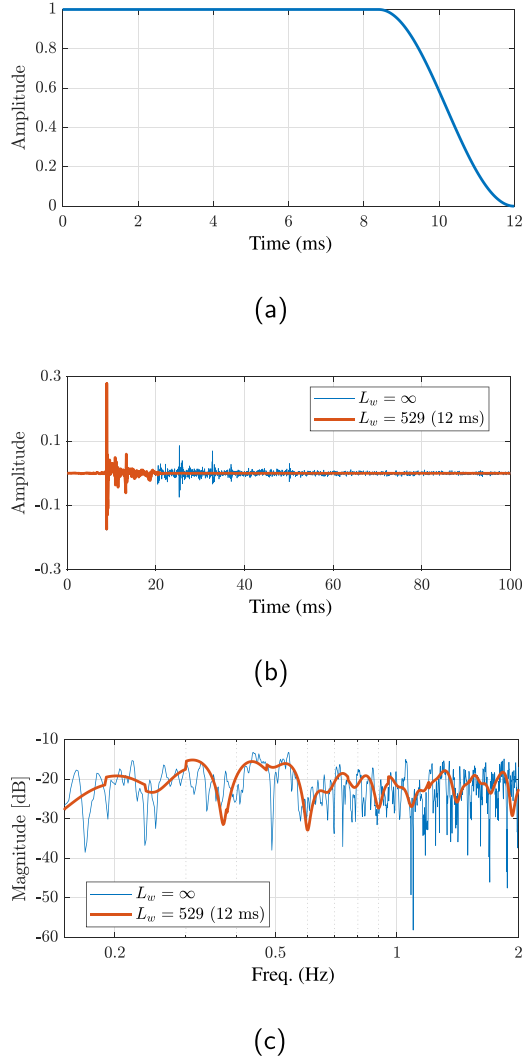 1
0.8
0.6
0.4
0.2
0
Amplitude
0 2 4 6 8 10 12
Time (ms)
(a)
0.3
0.1
-0.1
-0.3
Amplitude
L_w = ∞
L_w = 529 (12 ms)
0 20 40 60 80 100
Time (ms)
(b)
-10
-20
-30
-40
-50
-60
Magnitude [dB]
L_w = ∞
L_w = 529 (12 ms)
0.2 0.5 1 2
Freq. (Hz)
(c)